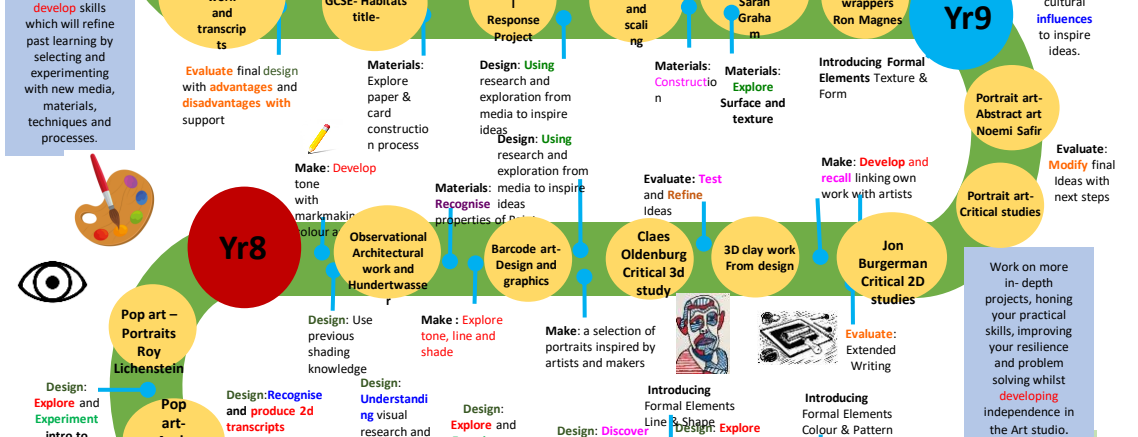 develop skills
which will refine
past learning by
selecting and
experimenting
with new media,
materials,
techniques and
processes.
work
and
transcrip
ts
GCSE- Habitats
title-
Response
Project
and
scali
ng
Sarah
Graha
m
wrappers
Ron Magnes
Yr9
cultural
influences
to inspire
ideas.
Evaluate final design
with advantages and
disadvantages with
support
Materials:
Explore
paper &
card
constructio
n process
Design: Using
research and
exploration from
media to inspire
ideas
Materials:
Constructio
n
Materials:
Explore
Surface and
texture
Introducing Formal
Elements Texture &
Form
Portrait art-
Abstract art
Noemi Safir
Evaluate:
Modify final
Ideas with
next steps
Portrait art-
Critical studies
Make: Develop
tone
with
markmaking
colour a
Materials:
Recognise
properties of
Design: Using
research and
exploration from
media to inspire
ideas
Evaluate: Test
and Refine
Ideas
Make: Develop and
recall linking own
work with artists
Yr8
Observational
Architectural
work and
Hundertwasse
r
Barcode art-
Design and
graphics
Claes
Oldenburg
Critical 3d
study
3D clay work
From design
Jon
Burgerman
Critical 2D
studies
Pop art –
Portraits
Roy
Lichenstein
Design: Use
previous
shading
knowledge
Make : Explore
tone, line and
shade
Make: a selection of
portraits inspired by
artists and makers
Evaluate:
Extended
Writing
Work on more
in- depth
projects, honing
your practical
skills, improving
your resilience
and problem
solving whilst
developing
independence in
the Art studio.
Design:
Explore and
Experiment
intro to
Pop
art-
Design:Recognise
and produce 2d
transcripts
Design:
Understandi
ng visual
research and
Design:
Explore and
Introducing
Formal Elements
Line & Shape
Design: Discover
Design: Explore
Introducing
Formal Elements
Colour & Pattern